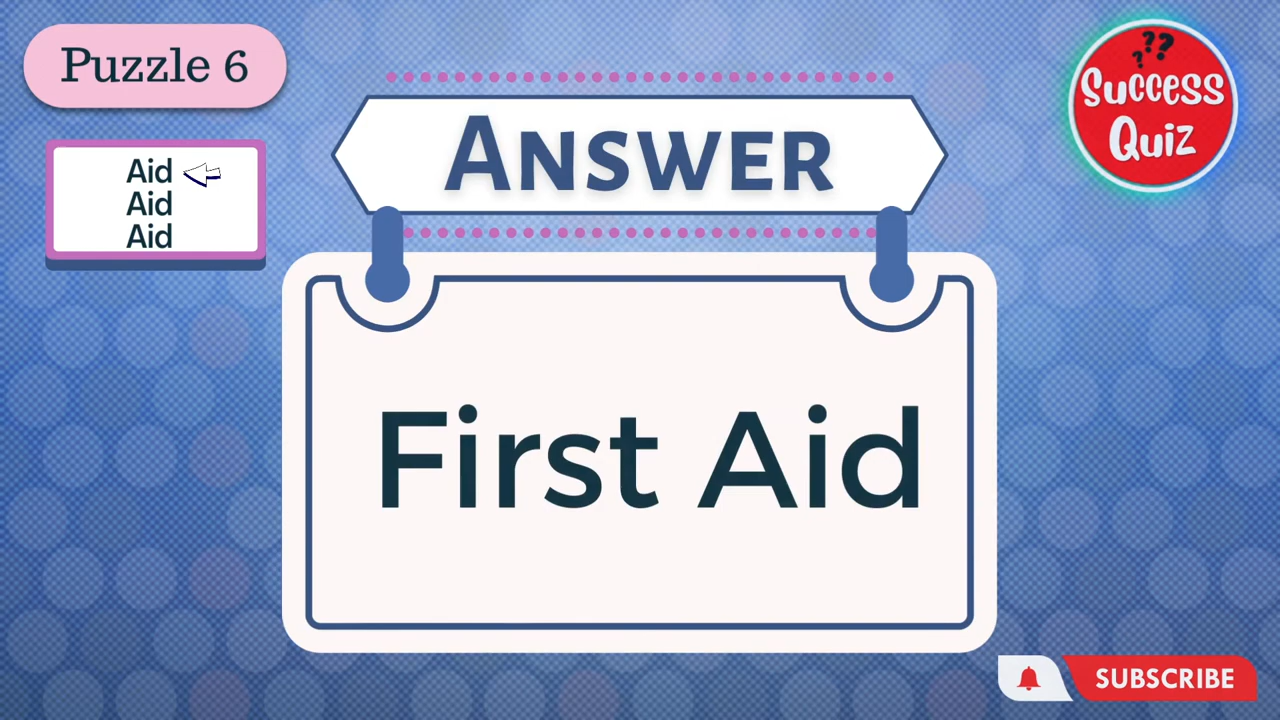 Puzzle 6
Aid
Aid
Aid
ANSWER
First Aid
??
?
Success
Quiz
SUBSCRIBE